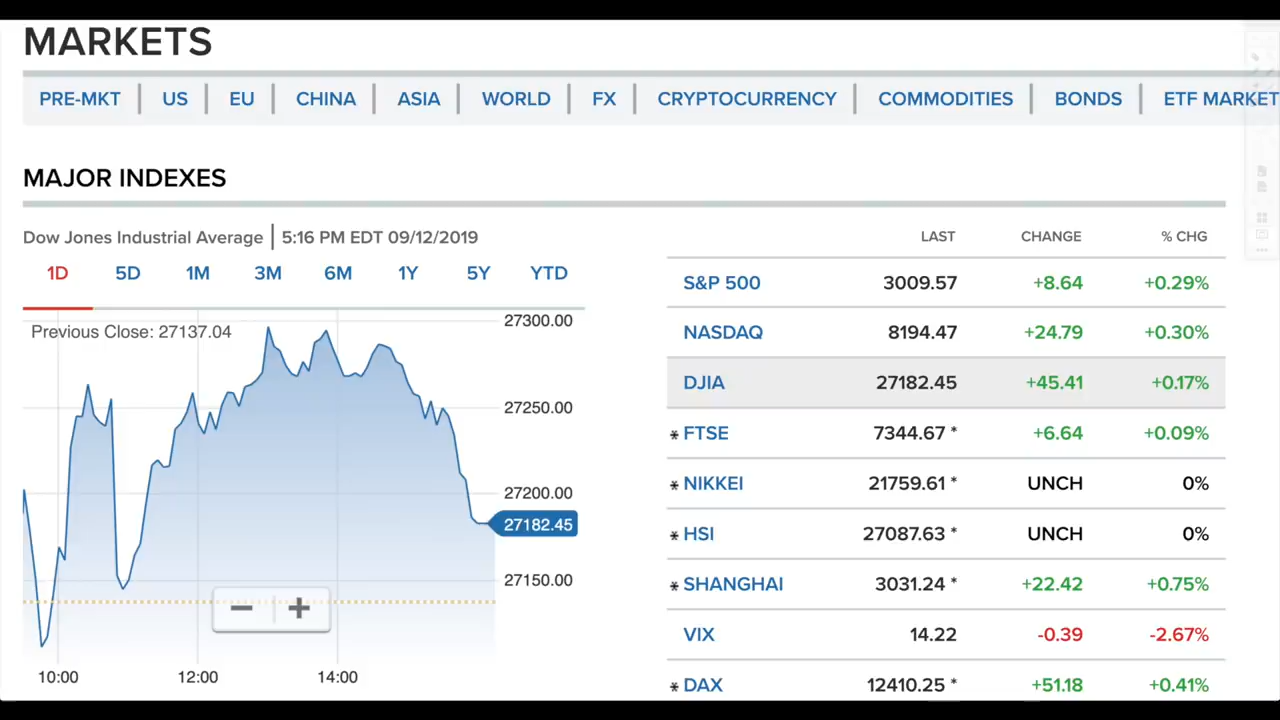 MARKETS
PRE-MKT | US | EU | CHINA | ASIA | WORLD | FX | CRYPTOCURRENCY | COMMODITIES | BONDS | ETF MARKET
MAJOR INDEXES
Dow Jones Industrial Average | 5:16 PM EDT 09/12/2019
1D 5D 1M 3M 6M 1Y 5Y YTD
Previous Close: 27137.04
27300.00
27250.00
27200.00
27182.45
27150.00
10:00 12:00 14:00
LAST CHANGE % CHG
S&P 500 3009.57 +8.64 +0.29%
NASDAQ 8194.47 +24.79 +0.30%
DJIA 27182.45 +45.41 +0.17%
* FTSE 7344.67 * +6.64 +0.09%
* NIKKEI 21759.61 * UNCH 0%
* HSI 27087.63 * UNCH 0%
* SHANGHAI 3031.24 * +22.42 +0.75%
VIX 14.22 -0.39 -2.67%
* DAX 12410.25 * +51.18 +0.41%